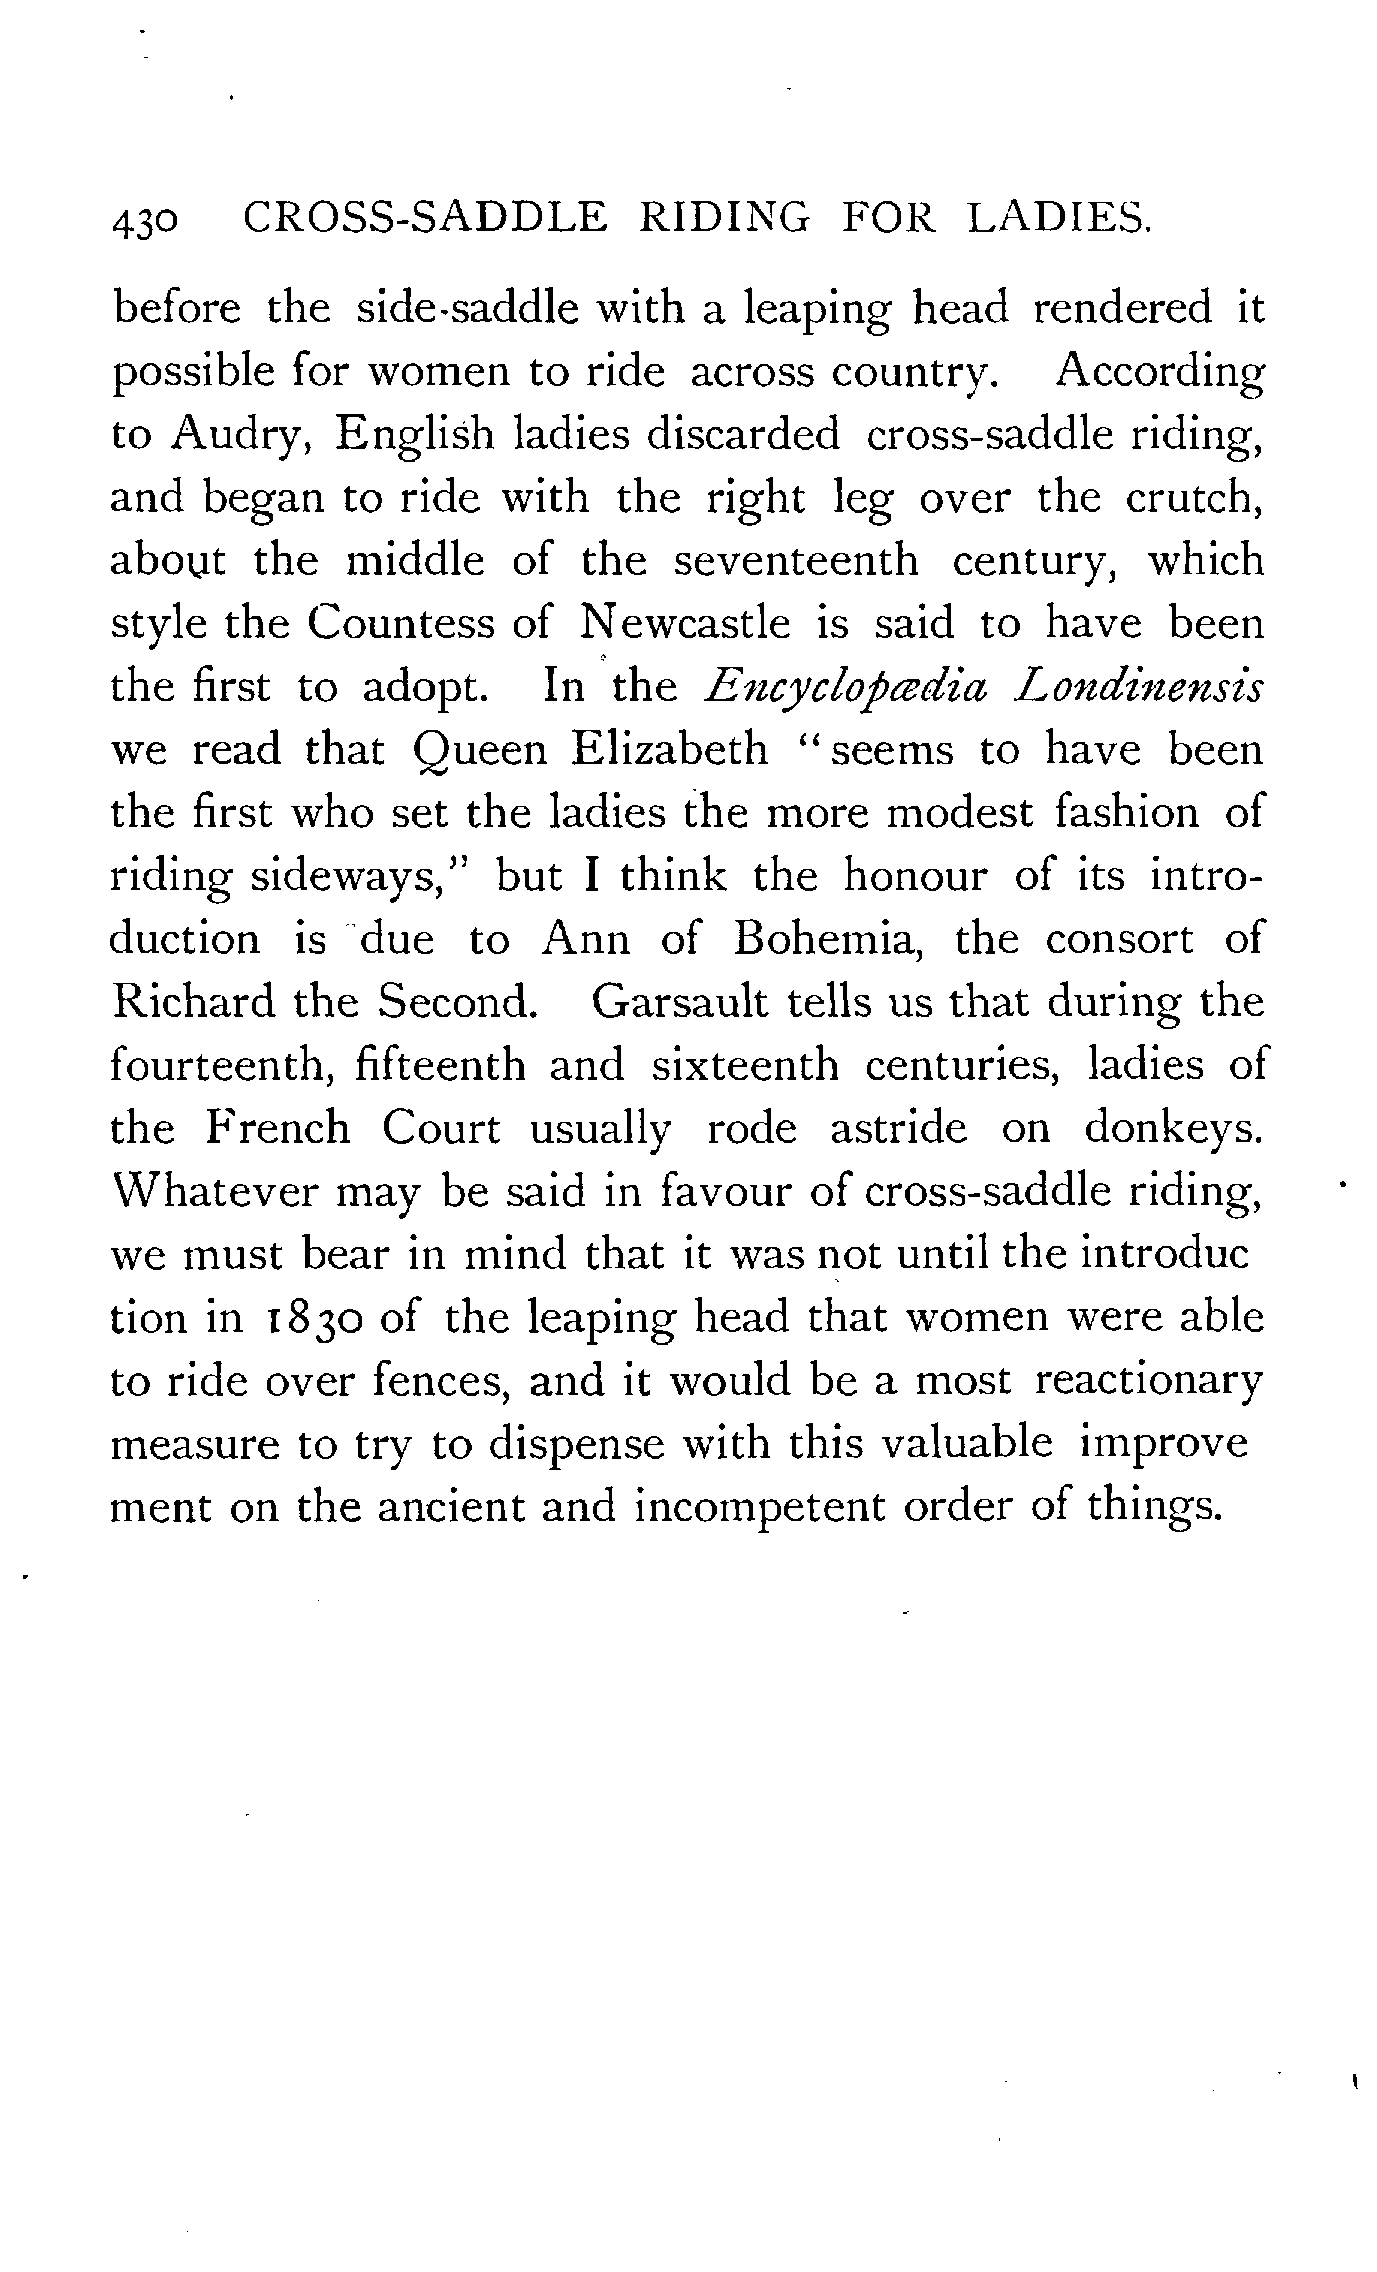 430 CROSS-SADDLE RIDING FOR LADIES.
before the side-saddle with a leaping head rendered it
possible for women to ride across country. According
to Audry, English ladies discarded cross-saddle riding,
and began to ride with the right leg over the crutch,
about the middle of the seventeenth century, which
style the Countess of Newcastle is said to have been
the first to adopt. In the Encyclopædia Londinensis
we read that Queen Elizabeth “seems to have been
the first who set the ladies the more modest fashion of
riding sideways,” but I think the honour of its intro-
duction is due to Ann of Bohemia, the consort of
Richard the Second. Garsault tells us that during the
fourteenth, fifteenth and sixteenth centuries, ladies of
the French Court usually rode astride on donkeys.
Whatever may be said in favour of cross-saddle riding,
we must bear in mind that it was not until the introduc
tion in 1830 of the leaping head that women were able
to ride over fences, and it would be a most reactionary
measure to try to dispense with this valuable improve
ment on the ancient and incompetent order of things.